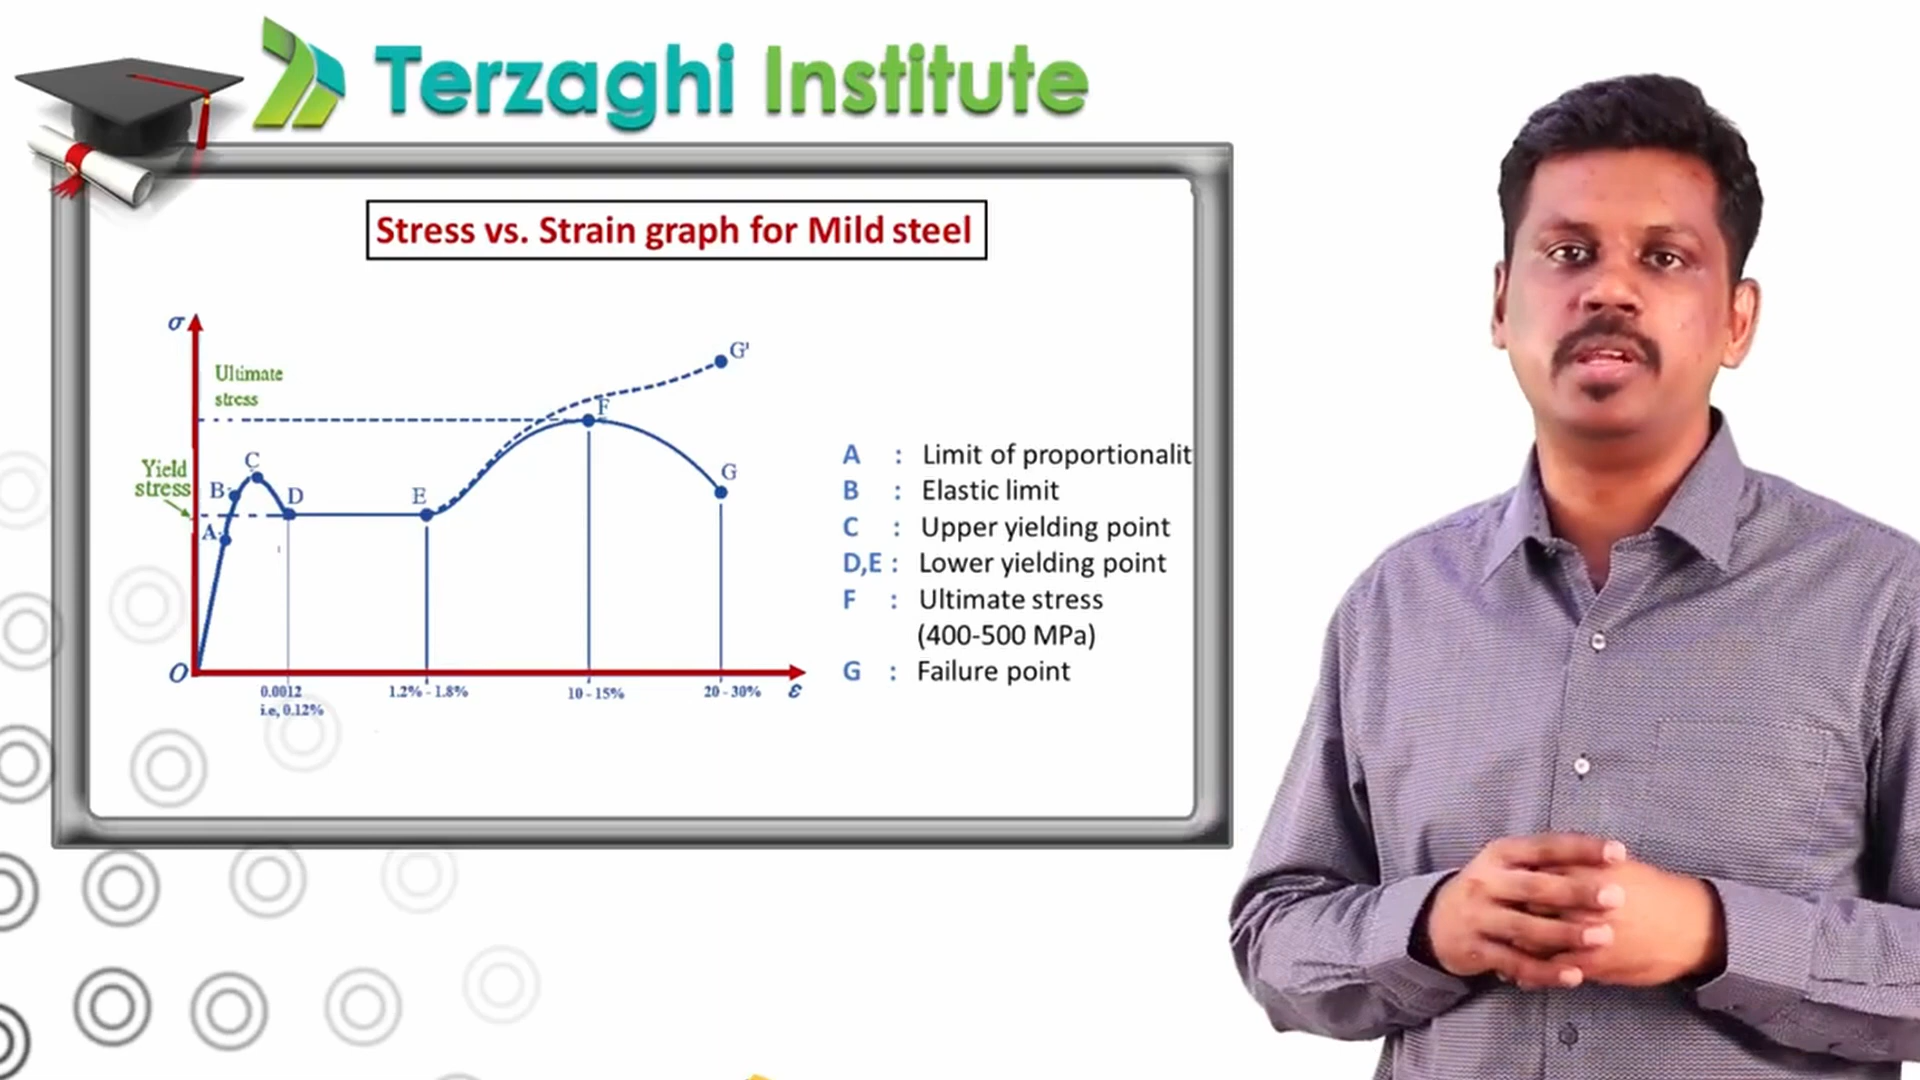 Terzaghi Institute
Stress vs. Strain graph for Mild steel
σ
G'
Ultimate
stress
F
C
Yield
stress
B
D
E
G
A
O
0.0012
i.e, 0.12%
1.2% - 1.8%
10 - 15%
20 - 30%
ε
A : Limit of proportionalit
B : Elastic limit
C : Upper yielding point
D,E : Lower yielding point
F : Ultimate stress
(400-500 MPa)
G : Failure point